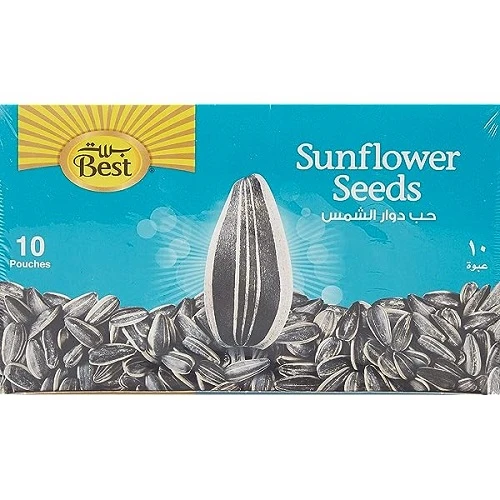 بست
Best
Sunflower
Seeds
حب دوار الشمس
10
Pouches
١٠
عبوة